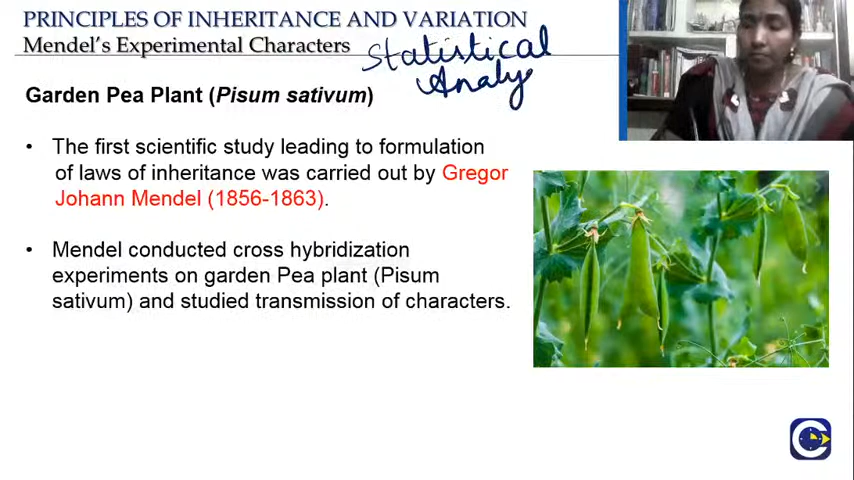 PRINCIPLES OF INHERITANCE AND VARIATION
Mendel's Experimental Characters
Statistical
Analys
Garden Pea Plant (Pisum sativum)
• The first scientific study leading to formulation
of laws of inheritance was carried out by Gregor
Johann Mendel (1856-1863).
• Mendel conducted cross hybridization
experiments on garden Pea plant (Pisum
sativum) and studied transmission of characters.